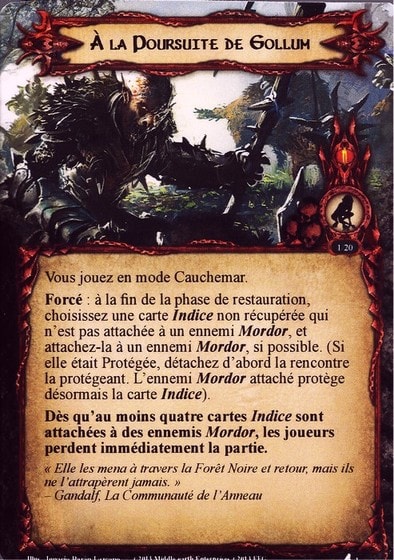 À la Poursuite de Gollum
1 20
Vous jouez en mode Cauchemar.
Forcé : à la fin de la phase de restauration,
choisissez une carte Indice non récupérée qui
n'est pas attachée à un ennemi Mordor, et
attachez-la à un ennemi Mordor, si possible. (Si
elle était Protégée, détachez d'abord la rencontre
la protégeant. L'ennemi Mordor attaché protège
désormais la carte Indice).
Dès qu'au moins quatre cartes Indice sont
attachées à des ennemis Mordor, les joueurs
perdent immédiatement la partie.
« Elle les mena à travers la Forêt Noire et retour, mais ils
ne l'attrapèrent jamais. »
– Gandalf, La Communauté de l'Anneau